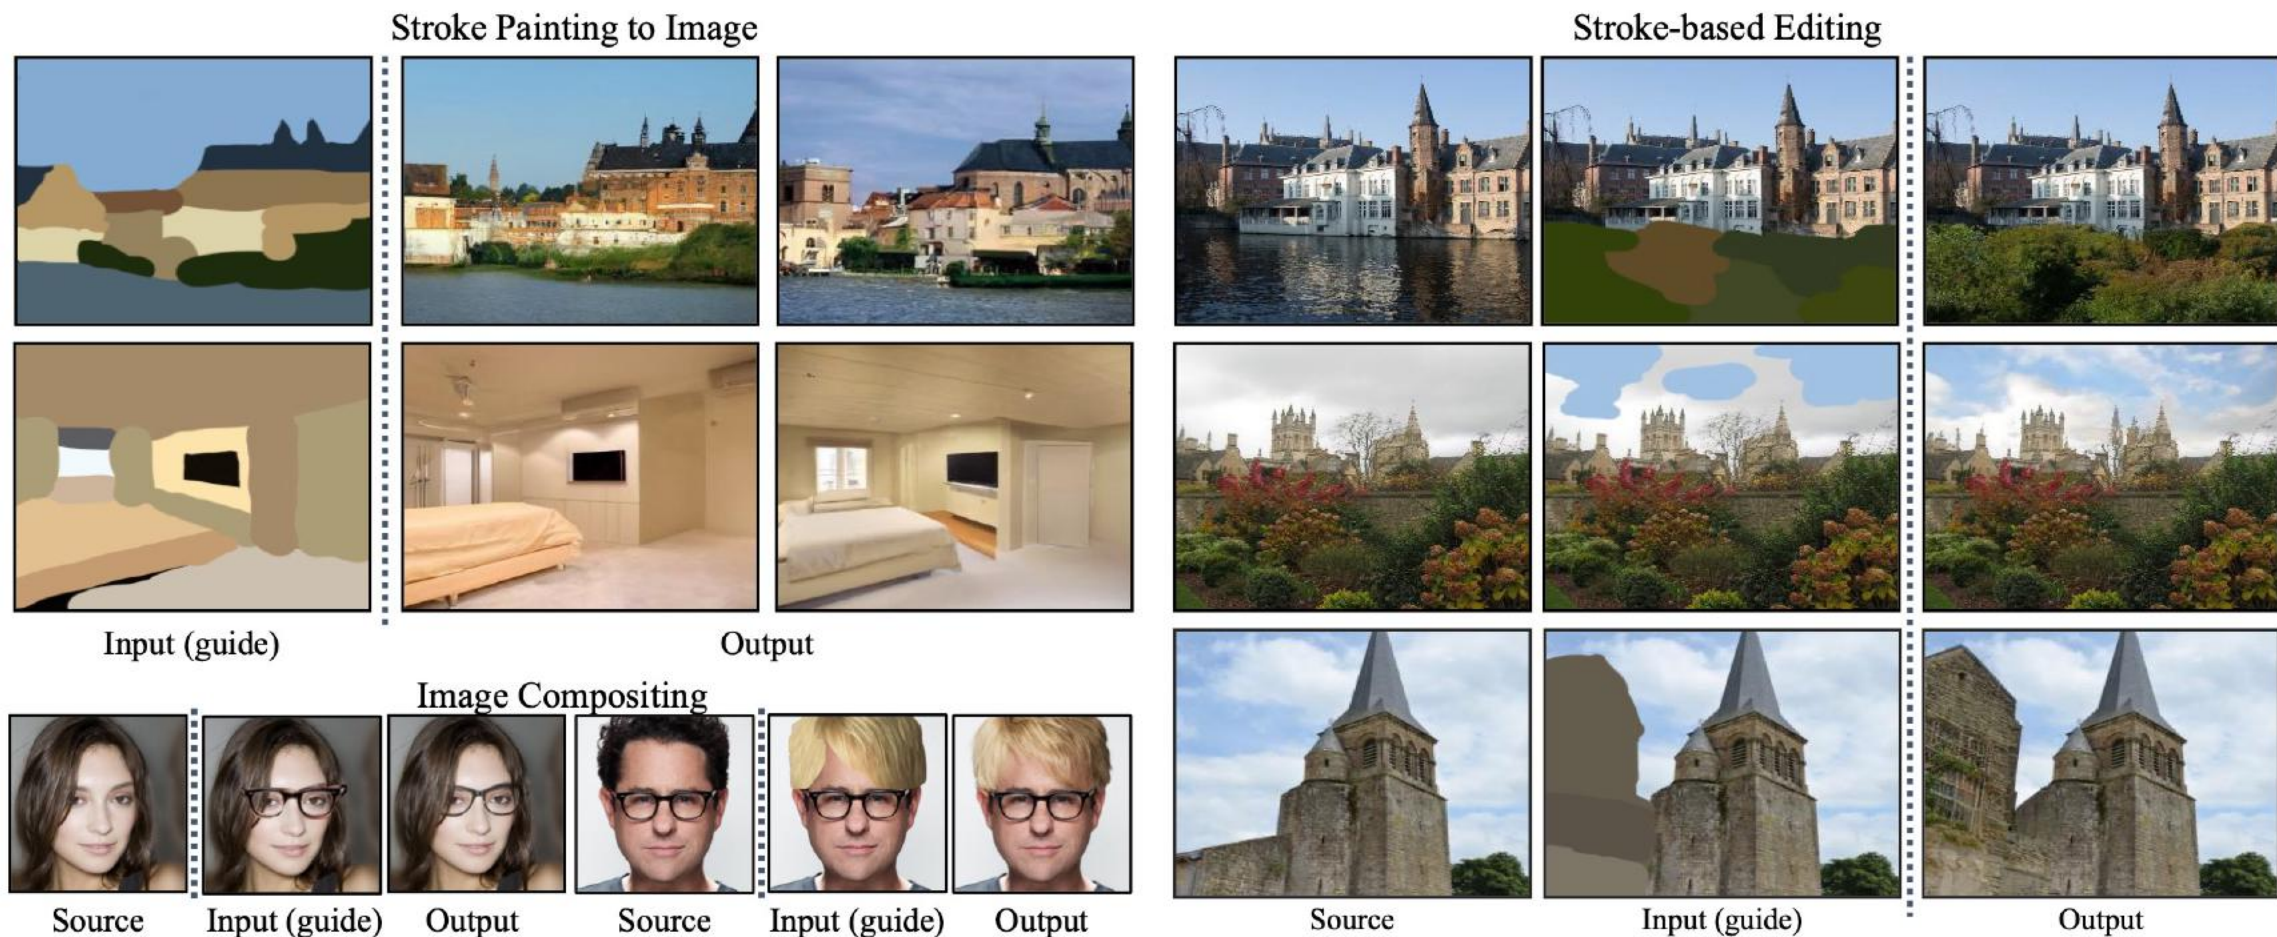 Stroke Painting to Image
Input (guide)
Output
Image Compositing
Source
Input (guide)
Output
Source
Input (guide)
Output
Stroke-based Editing
Source
Input (guide)
Output